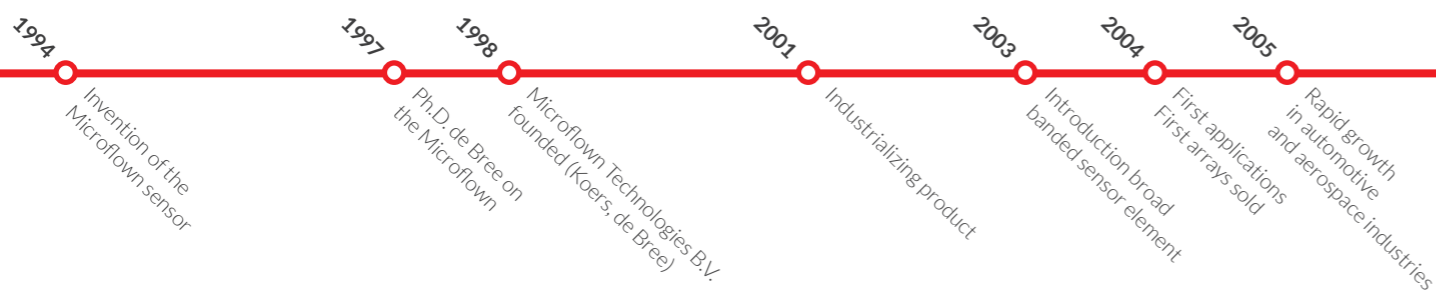 1994
Invention of the
Microflown sensor
1997
Ph.D. de Bree on
the Microflown
1998
Microflown Technologies B.V.
founded (Koers, de Bree)
2001
Industrializing product
2003
Introduction broad
banded sensor element
2004
First applications
First arrays sold
2005
Rapid growth
in automotive
and aerospace industries